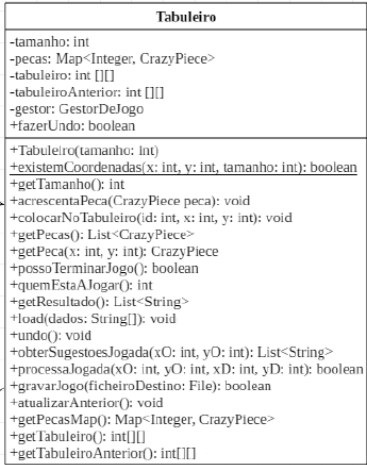 Tabuleiro
-tamanho: int
-pecas: Map<Integer, CrazyPiece>
-tabuleiro: int [][]
-tabuleiroAnterior: int [][]
-gestor: GestorDeJogo
+fazerUndo: boolean
+Tabuleiro(tamanho: int)
+existemCoordenadas(x: int, y: int, tamanho: int): boolean
+getTamanho(): int
+acrescentaPeca(CrazyPiece peca): void
+colocarNoTabuleiro(id: int, x: int, y: int): void
+getPecas(): List<CrazyPiece>
+getPeca(x: int, y: int): CrazyPiece
+possoTerminarJogo(): boolean
+quemEstaAJogar(): int
+getResultado(): List<String>
+load(dados: String[]): void
+undo(): void
+obterSugestoesJogada(xO: int, yO: int): List<String>
+processaJogada(xO: int, yO: int, xD: int, yD: int): boolean
+gravarJogo(ficheiroDestino: File): boolean
+atualizarAnterior(): void
+getPecasMap(): Map<Integer, CrazyPiece>
+getTabuleiro(): int[][]
+getTabuleiroAnterior(): int[][]